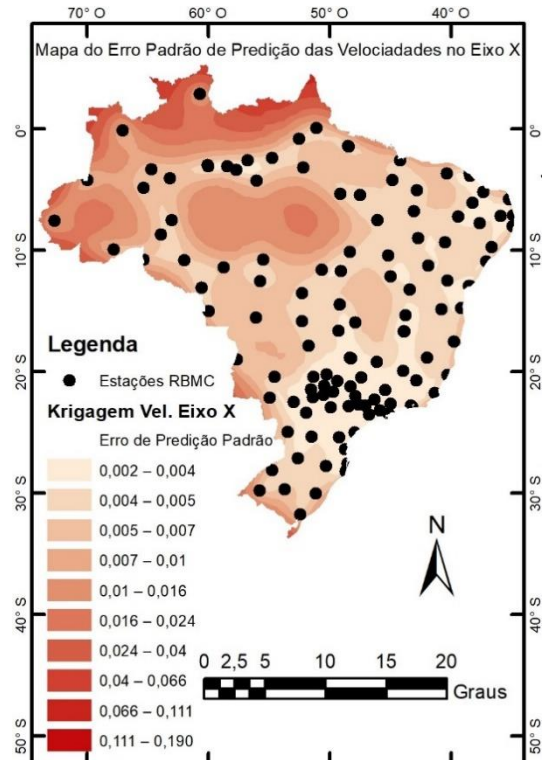 70° O 60° O 50° O 40° O
Mapa do Erro Padrão de Predição das Velociadades no Eixo X
0°
10° S
20° S
30° S
40° S
50° S
0°
10° S
20° S
30° S
40° S
50° S
Legenda
Estações RBMC
Krigagem Vel. Eixo X
Erro de Predição Padrão
0,002 – 0,004
0,004 – 0,005
0,005 – 0,007
0,007 – 0,01
0,01 – 0,016
0,016 – 0,024
0,024 – 0,04
0,04 – 0,066
0,066 – 0,111
0,111 – 0,190
N
0 2,5 5 10 15 20
Graus